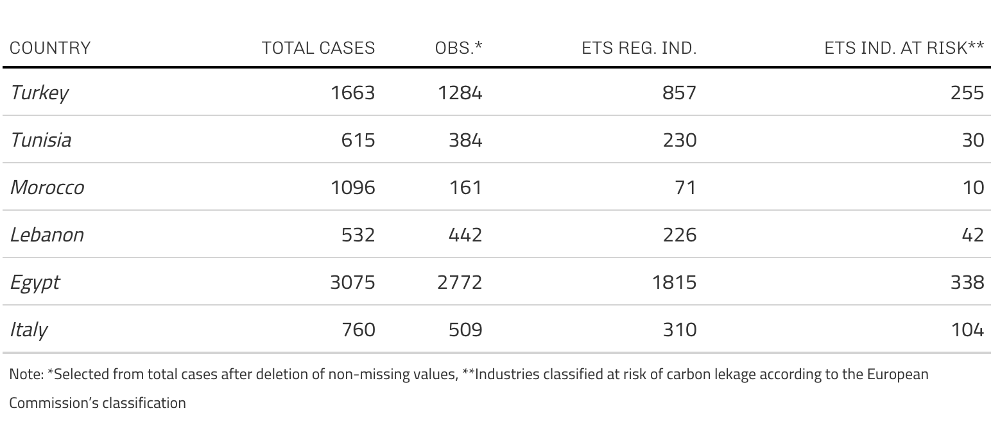 COUNTRY TOTAL CASES OBS.* ETS REG. IND. ETS IND. AT RISK**
Turkey 1663 1284 857 255
Tunisia 615 384 230 30
Morocco 1096 161 71 10
Lebanon 532 442 226 42
Egypt 3075 2772 1815 338
Italy 760 509 310 104
Note: *Selected from total cases after deletion of non-missing values, **Industries classified at risk of carbon lekage according to the European
Commission’s classification